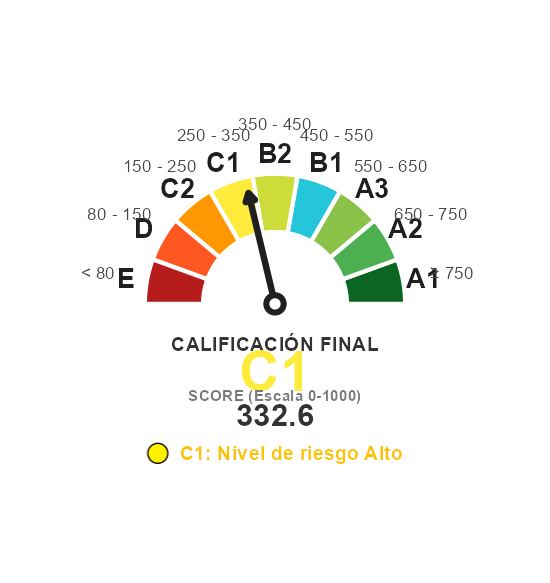 350 - 450
250 - 350
450 - 550
B2
C1
B1
150 - 250
550 - 650
C2
A3
80 - 150
650 - 750
D
A2
< 80
E
A1
≥ 750
CALIFICACIÓN FINAL
C1
SCORE (Escala 0-1000)
332.6
C1: Nivel de riesgo Alto